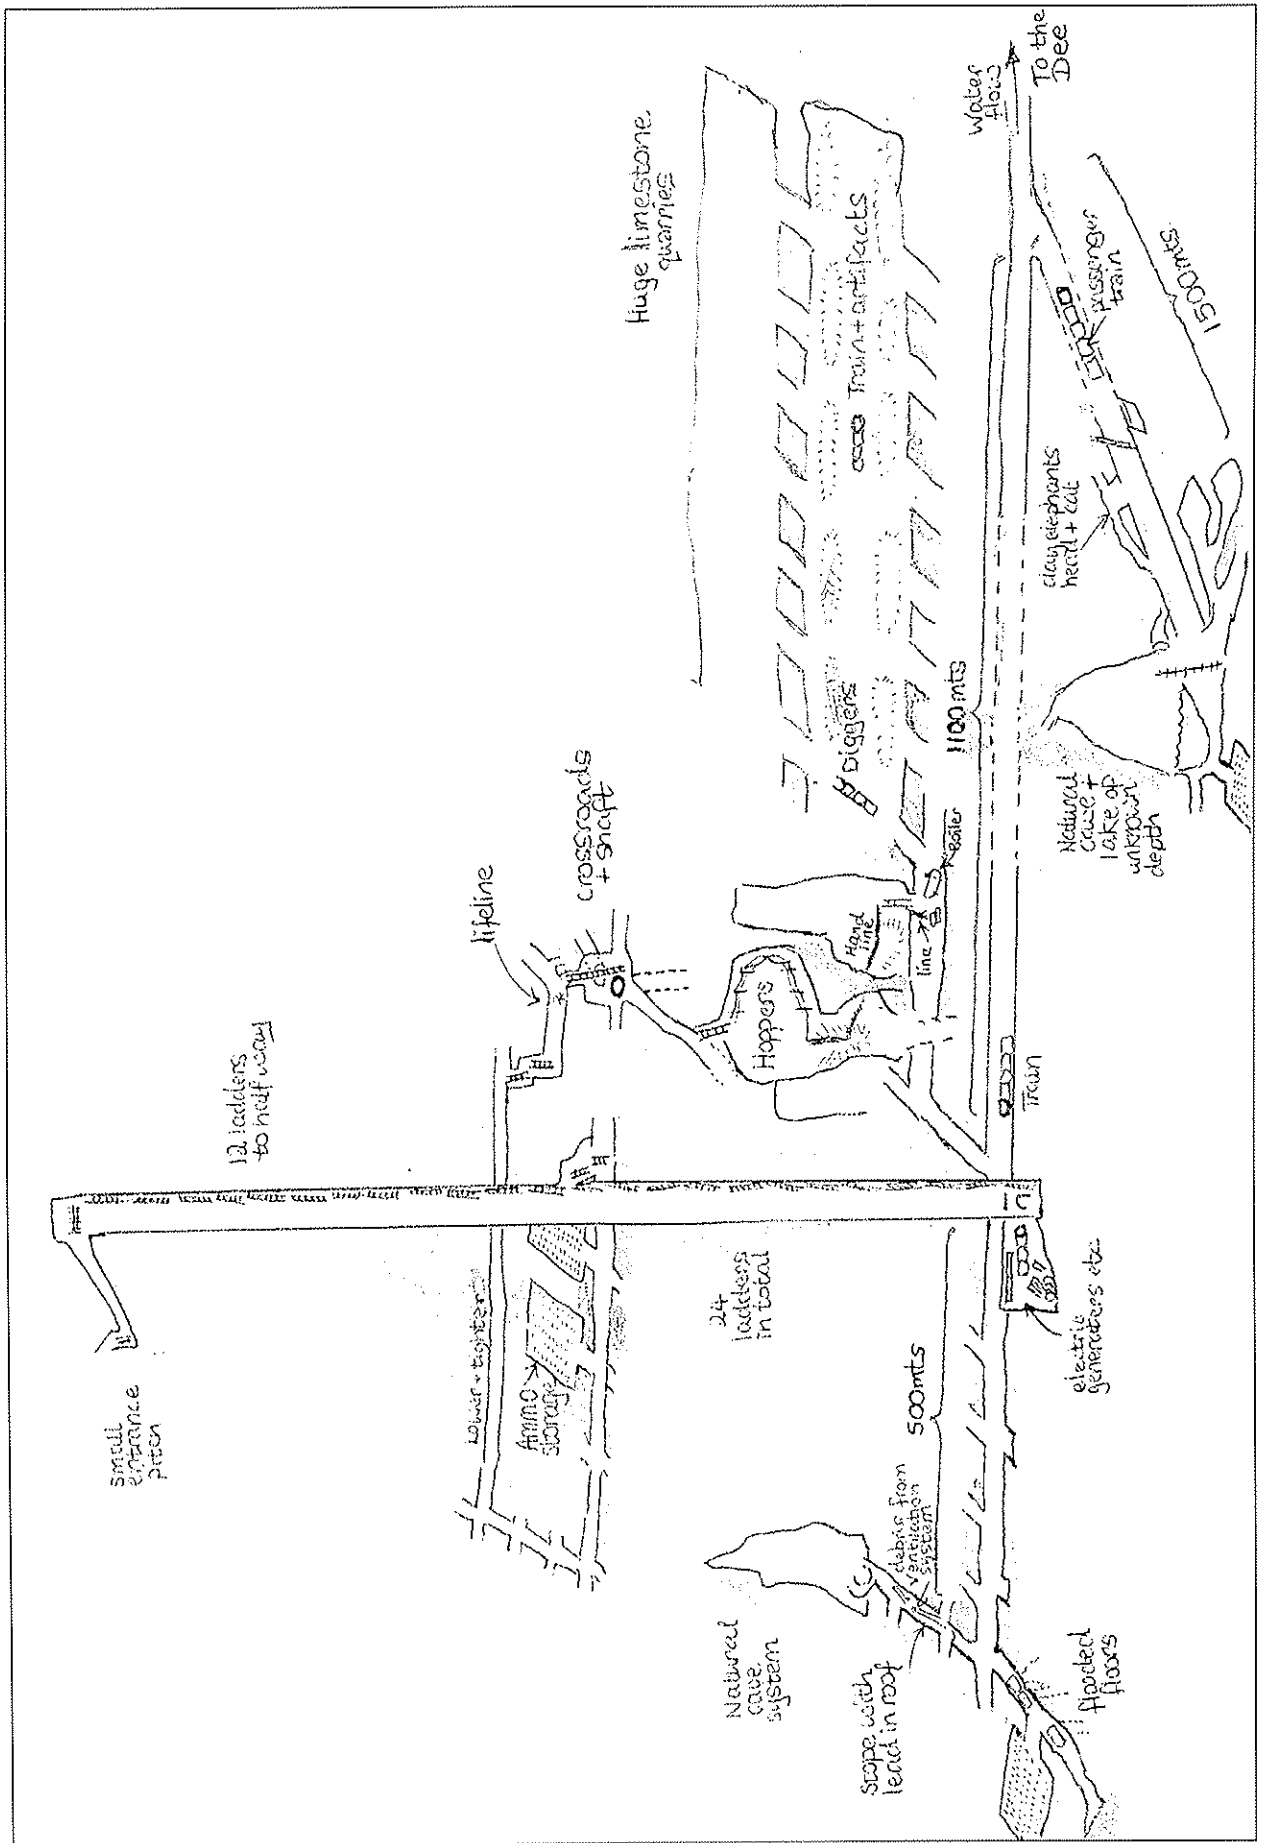 small
entrance
pitch
12 ladders
to half way
Lower + tighter
Ammo
storage
lifeline
crossroads
+ shaft
Huge limestone
quarries
24
ladders
in total
Hoppers
Hand
line
line
Boiler
Diggers
Train + artifacts
Natural
cave
system
debris from
ventilation
system
Stope with
lead in roof
500mts
1100mts
Water
flow
To the
Dee
Train
electric
generaters etc
flooded
floors
Natural
cave +
lake of
unknown
depth
clay elephants
head + cat
passenger
train
1500mts